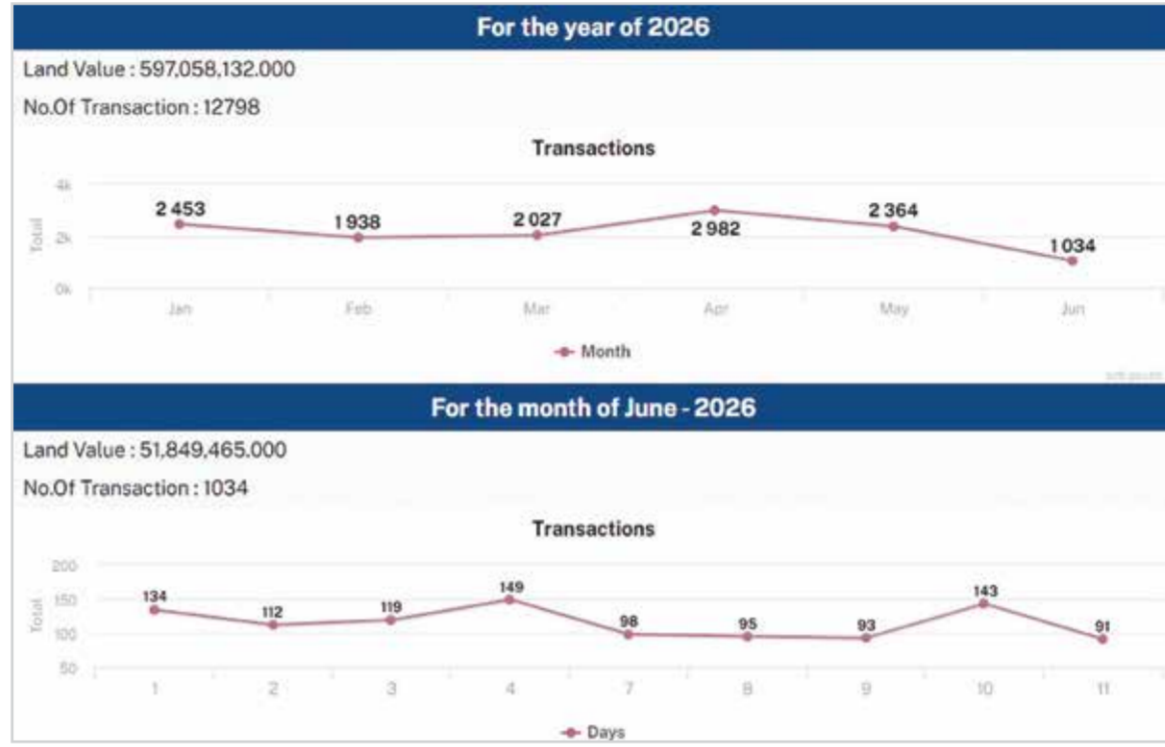 For the year of 2026
Land Value : 597,058,132.000
No.Of Transaction : 12798
Transactions
4k
2 453
1 938
2 027
2 982
2 364
1 034
Total
2k
0k
Jan Feb Mar Apr May Jun
Month
For the month of June - 2026
Land Value : 51,849,465.000
No.Of Transaction : 1034
Transactions
200
134 112 119 149 98 95 93 143 91
Total
150
100
50
1 2 3 4 7 8 9 10 11
Days